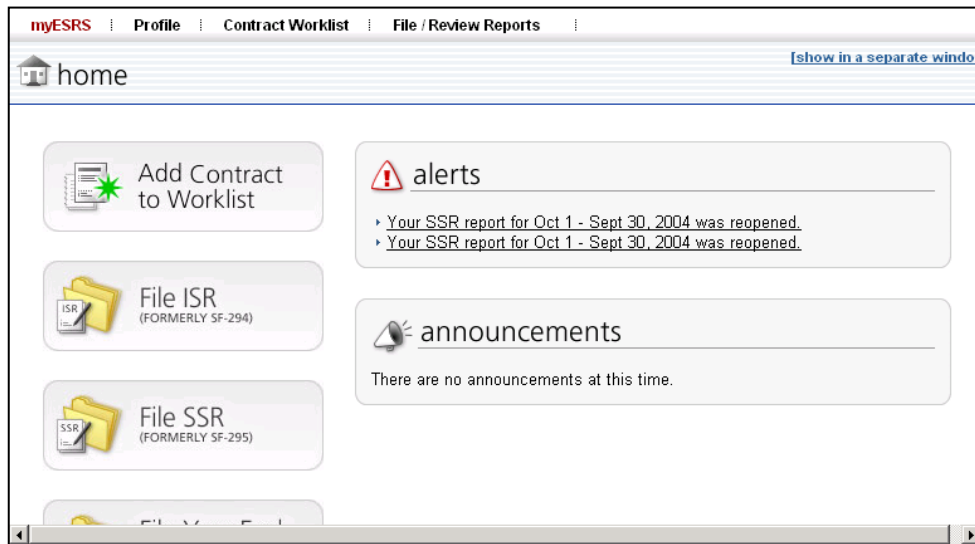 myESRS Profile Contract Worklist File / Review Reports
[show in a separate windo
home
Add Contract
to Worklist
ISR
File ISR
(FORMERLY SF-294)
SSR
File SSR
(FORMERLY SF-295)
alerts
Your SSR report for Oct 1 - Sept 30, 2004 was reopened.
Your SSR report for Oct 1 - Sept 30, 2004 was reopened.
announcements
There are no announcements at this time.